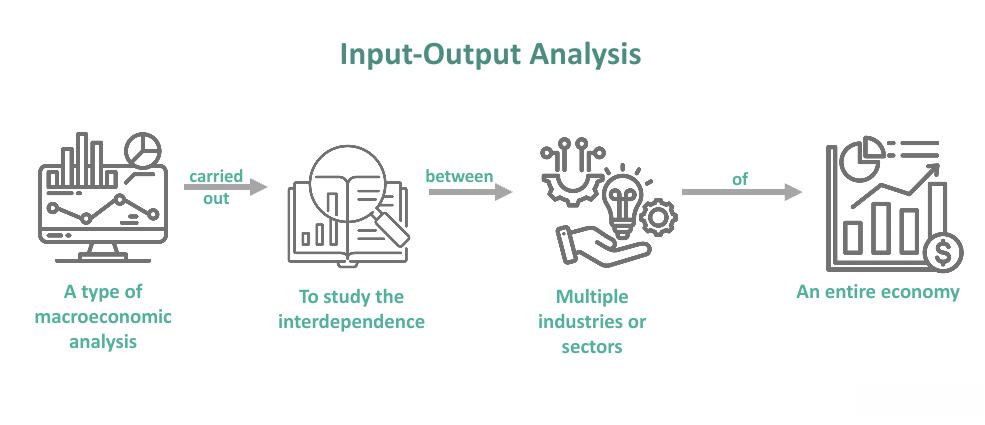 Input-Output Analysis
carried
out
between
of
$
A type of
macroeconomic
analysis
To study the
interdependence
Multiple
industries or
sectors
An entire economy